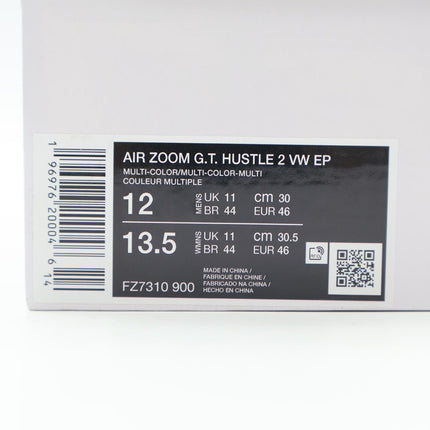 AIR ZOOM G.T. HUSTLE 2 VW EP
MULTI-COLOR/MULTI-COLOR-MULTI
COULEUR MULTIPLE
12 MENS UK 11 CM 30
BR 44 EUR 46
13.5 WMNS UK 11 CM 30.5
BR 44 EUR 46
MADE IN CHINA /
FABRIQUE EN CHINE /
FABRICADO NA CHINA /
HECHO EN CHINA
FZ7310 900
1 96976 20004 6 14